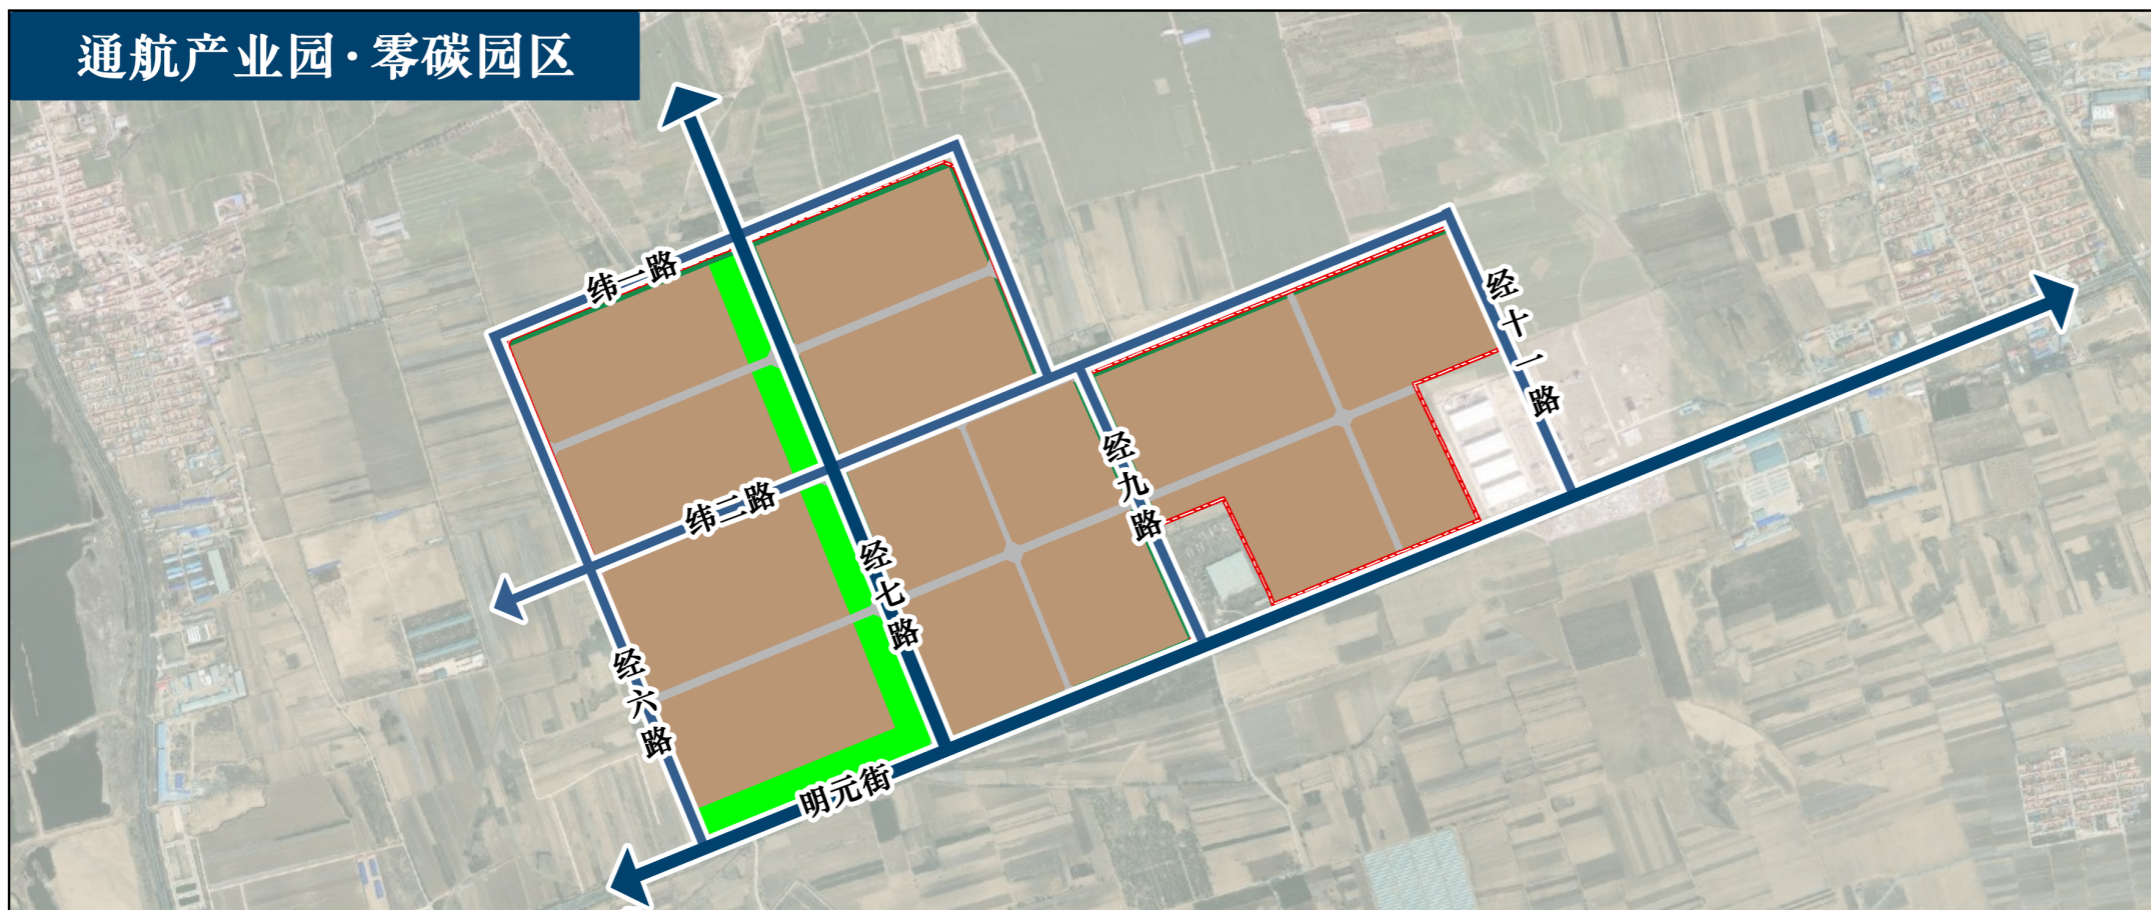 通航产业园·零碳园区
纬一路
经十一路
经九路
纬二路
经七路
经六路
明元街